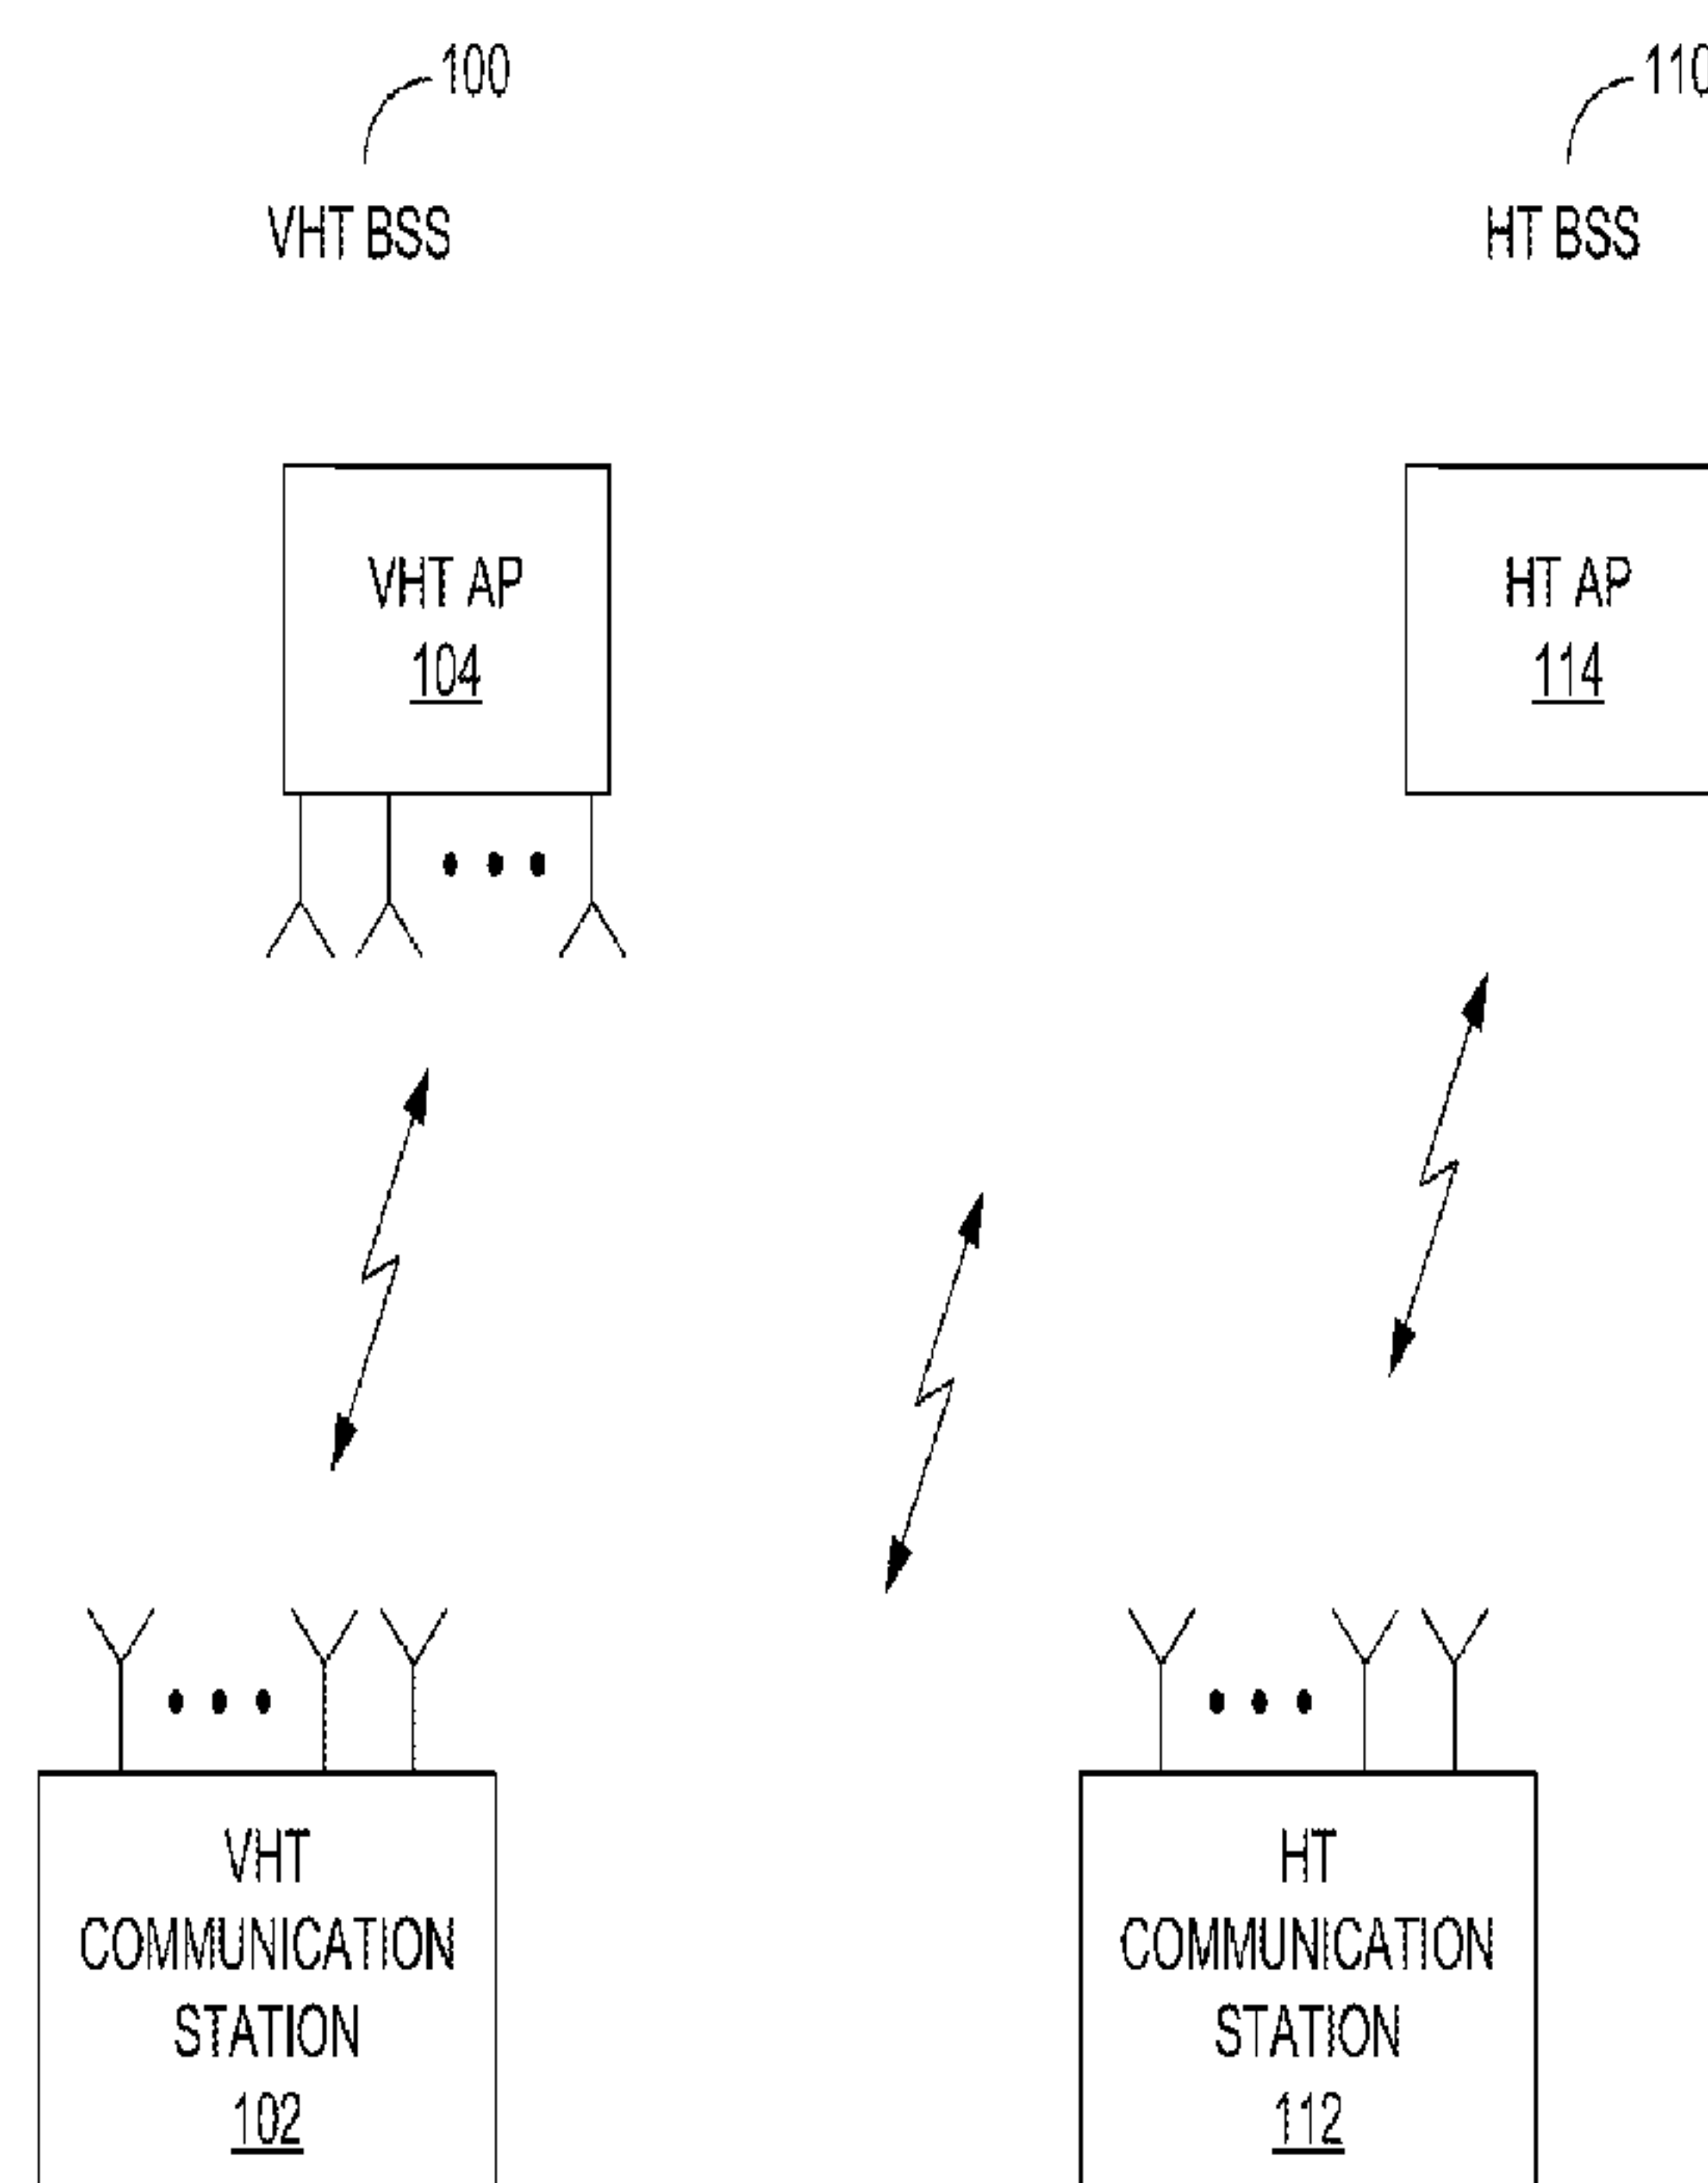 100
110
VHT BSS
HT BSS
VHT AP
104
HT AP
114
VHT
COMMUNICATION
STATION
102
HT
COMMUNICATION
STATION
112